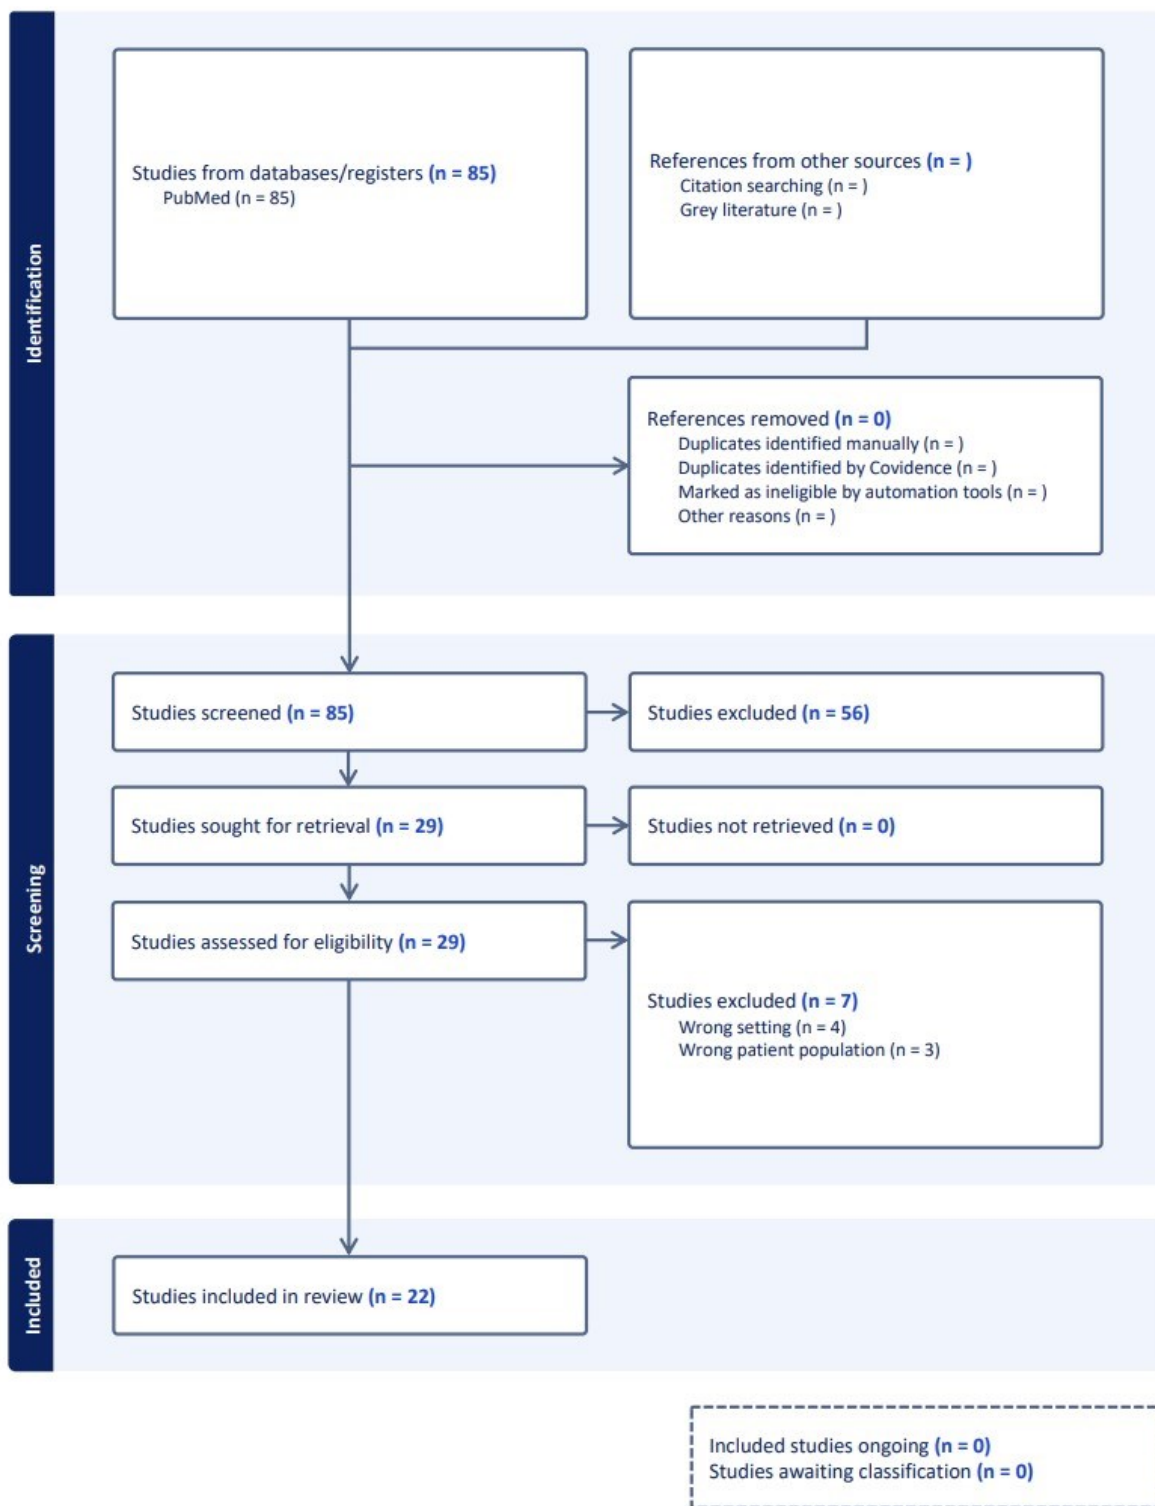 Identification
Studies from databases/registers (n = 85)
PubMed (n = 85)
References from other sources (n = )
Citation searching (n = )
Grey literature (n = )
References removed (n = 0)
Duplicates identified manually (n = )
Duplicates identified by Covidence (n = )
Marked as ineligible by automation tools (n = )
Other reasons (n = )
Screening
Studies screened (n = 85)
Studies excluded (n = 56)
Studies sought for retrieval (n = 29)
Studies not retrieved (n = 0)
Studies assessed for eligibility (n = 29)
Studies excluded (n = 7)
Wrong setting (n = 4)
Wrong patient population (n = 3)
Included
Studies included in review (n = 22)
Included studies ongoing (n = 0)
Studies awaiting classification (n = 0)